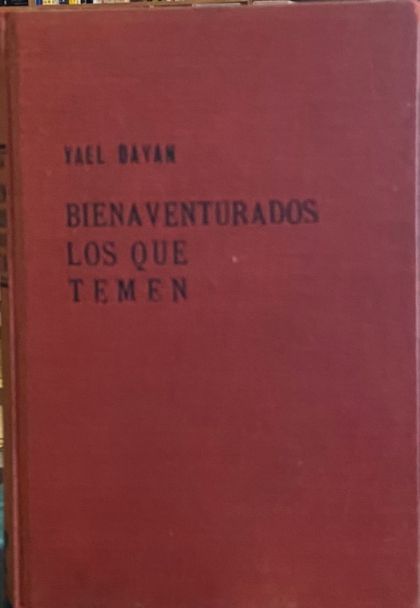 YAEL DAYAN
BIENAVENTURADOS
LOS QUE
TEMEN